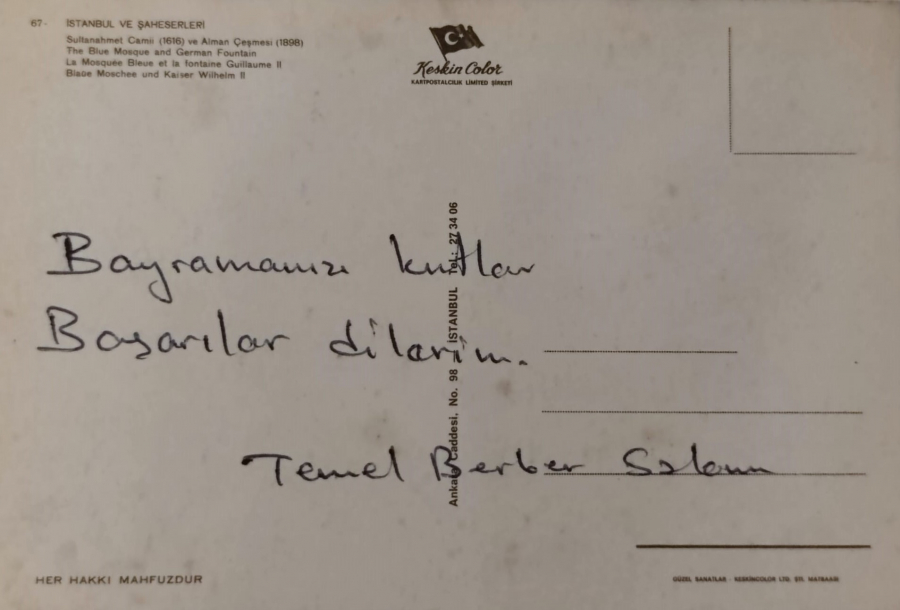 67- İSTANBUL VE ŞAHESERLERİ
Sultanahmet Camii (1616) ve Alman Çeşmesi (1898)
The Blue Mosque and German Fountain
La Mosquée Bleue et la fontaine Guillaume II
Blaue Moschee und Kaiser Wilhelm II
Keskin Color
KARTPOSTALCILIK LİMİTED ŞİRKETİ
Bayramınızı kutlar
Başarılar dilerim.
Temel Berber Salonu
Ankara Caddesi, No. 98 İSTANBUL Tel.: 27 34 06
HER HAKKI MAHFUZDUR
GÜZEL SANATLAR - KESKİNCOLOR LTD. ŞTİ. MATBAASI